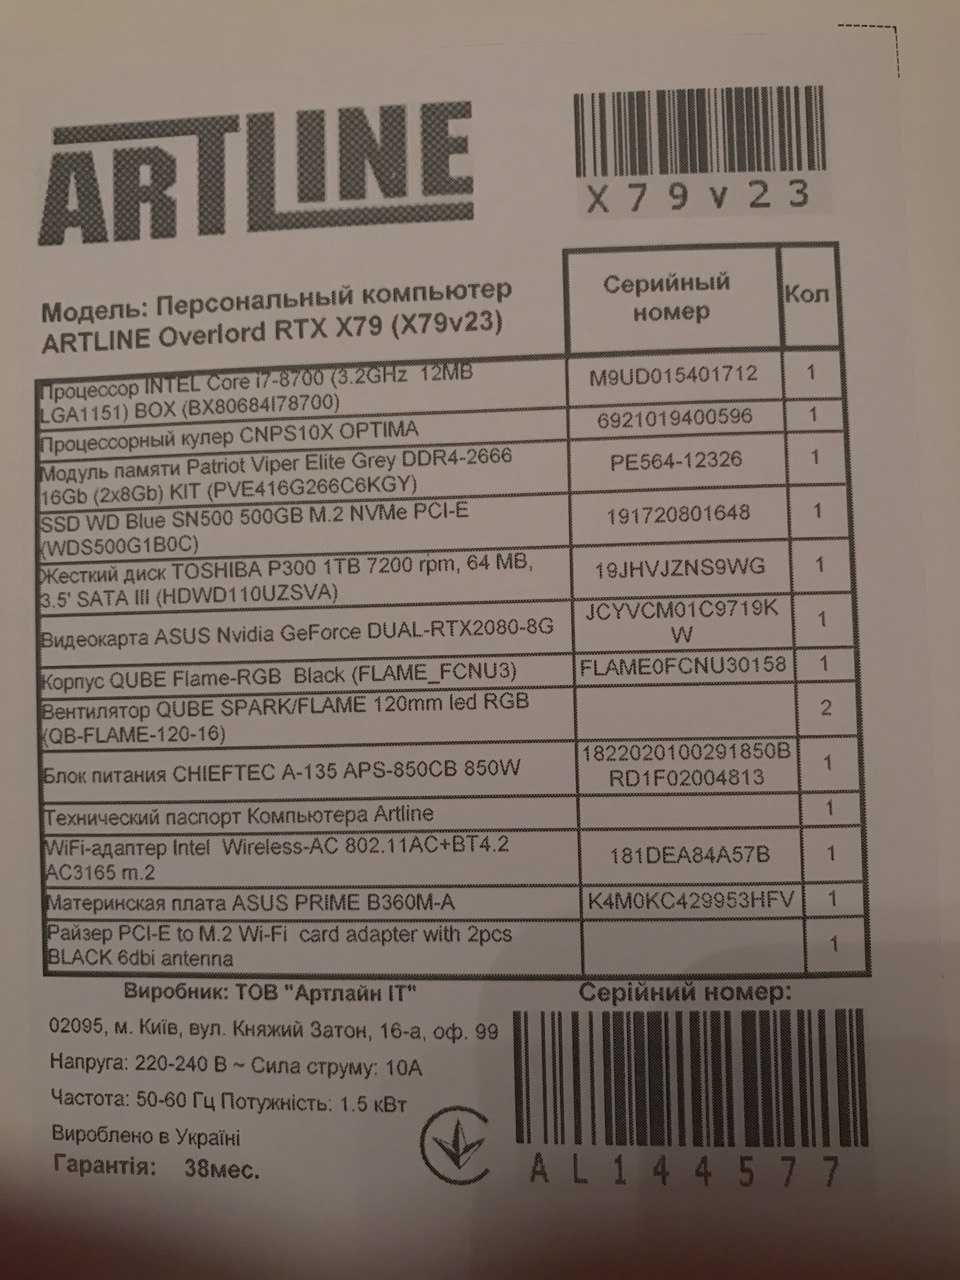 ARTLINE
X79v23
Модель: Персональный компьютер
ARTLINE Overlord RTX X79 (X79v23)
Серийный
номер
Кол
Процессор INTEL Core i7-8700 (3.2GHz 12MB
LGA1151) BOX (BX80684I78700)
M9UD015401712
1
Процессорный кулер CNPS10X OPTIMA
6921019400596
1
Модуль памяти Patriot Viper Elite Grey DDR4-2666
16Gb (2x8Gb) KIT (PVE416G266C6KGY)
PE564-12326
1
SSD WD Blue SN500 500GB M.2 NVMe PCI-E
(WDS500G1B0C)
191720801648
1
Жесткий диск TOSHIBA P300 1TB 7200 rpm, 64 MB,
3.5' SATA III (HDWD110UZSVA)
19JHVJZNS9WG
1
Видеокарта ASUS Nvidia GeForce DUAL-RTX2080-8G
JCYVCM01C9719K
W
1
Корпус QUBE Flame-RGB Black (FLAME_FCNU3)
FLAME0FCNU30158
1
Вентилятор QUBE SPARK/FLAME 120mm led RGB
(QB-FLAME-120-16)
2
Блок питания CHIEFTEC A-135 APS-850CB 850W
1822020100291850B
RD1F02004813
1
Технический паспорт Компьютера Artline
1
WiFi-адаптер Intel Wireless-AC 802.11AC+BT4.2
AC3165 m.2
181DEA84A57B
1
Материнская плата ASUS PRIME B360M-A
K4M0KC429953HFV
1
Райзер PCI-E to M.2 Wi-Fi card adapter with 2pcs
BLACK 6dbi antenna
1
Виробник: ТОВ "Артлайн ІТ"
02095, м. Київ, вул. Княжий Затон, 16-а, оф. 99
Напруга: 220-240 В ~ Сила струму: 10А
Частота: 50-60 Гц Потужність: 1.5 кВт
Вироблено в Україні
Гарантія: 38мес.
Серійний номер:
AL144577